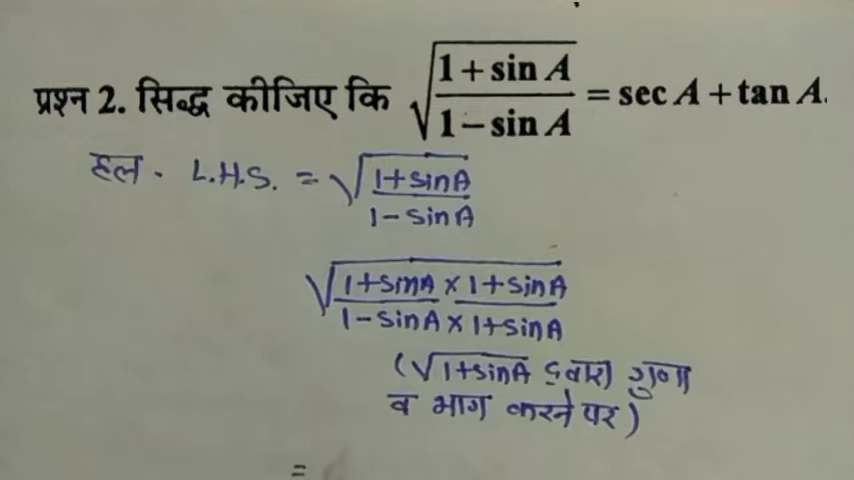 प्रश्न 2. सिद्ध कीजिए कि √((1 + sin A)/(1 − sin A)) = sec A + tan A.
हल. L.H.S. = √((1+sinA)/(1−sinA))
√((1+sinA × 1+sinA)/(1−sinA × 1+sinA))
(√1+sinA द्वारा गुणा
व भाग करने पर)
=